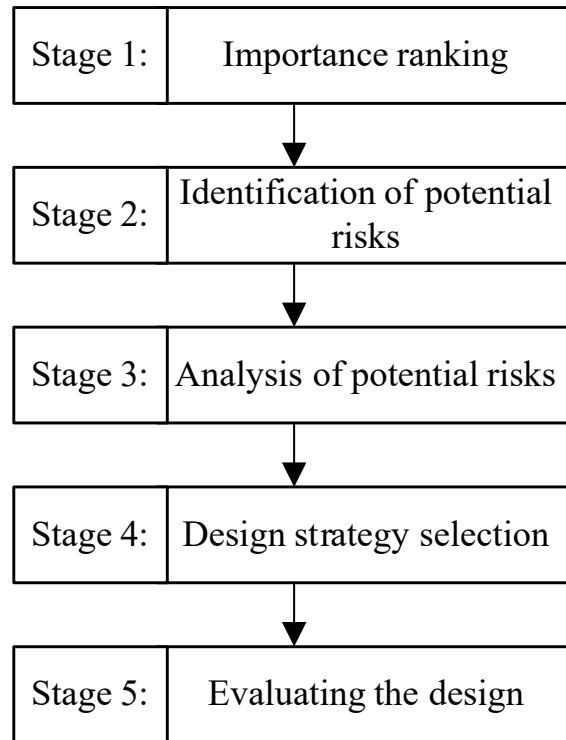 Stage 1: Importance ranking
Stage 2: Identification of potential
risks
Stage 3: Analysis of potential risks
Stage 4: Design strategy selection
Stage 5: Evaluating the design